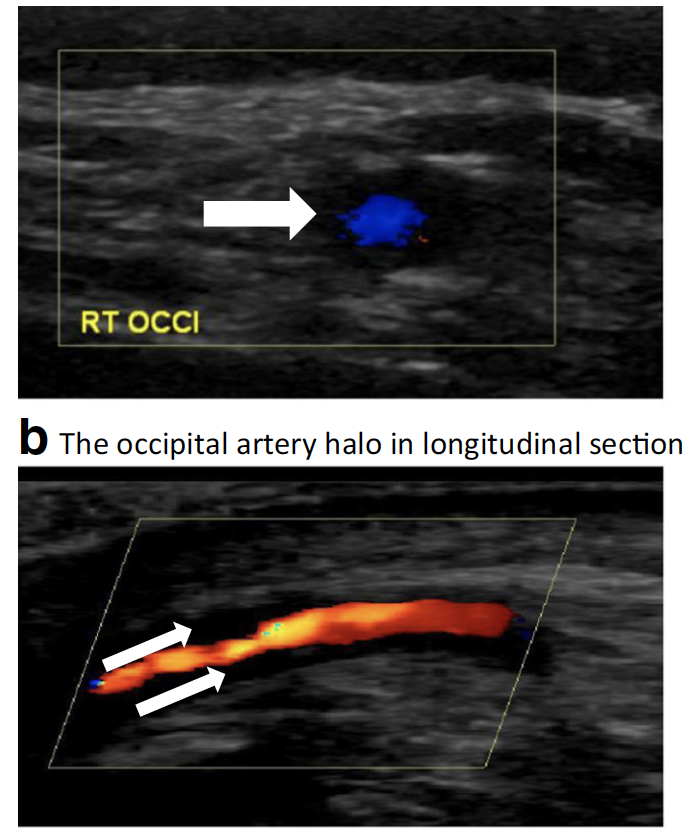 RT OCCI
b The occipital artery halo in longitudinal section